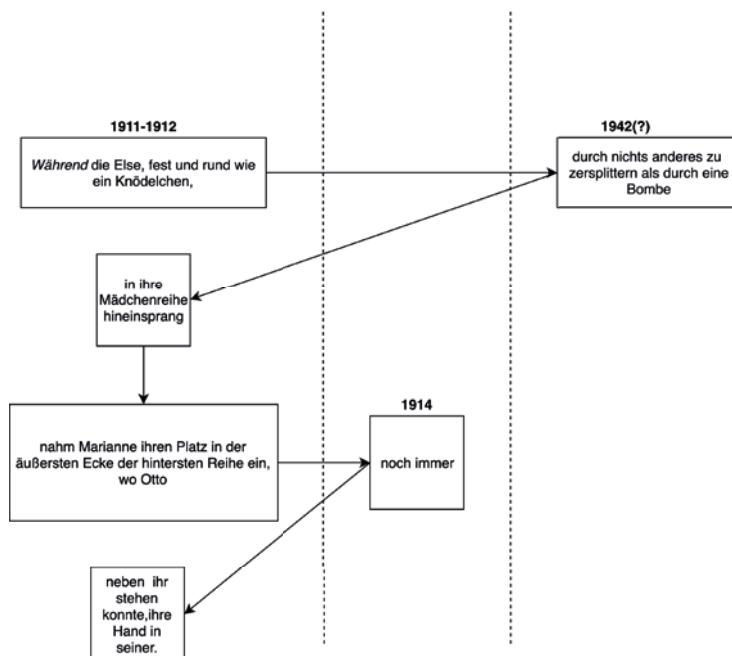 1911-1912
Während die Else, fest und rund wie
ein Knödelchen,
1942(?)
durch nichts anderes zu
zersplittern als durch eine
Bombe
in ihre
Mädchenreihe
hineinsprang
nahm Marianne ihren Platz in der
äußersten Ecke der hintersten Reihe ein,
wo Otto
1914
noch immer
neben ihr
stehen
konnte,ihre
Hand in
seiner.